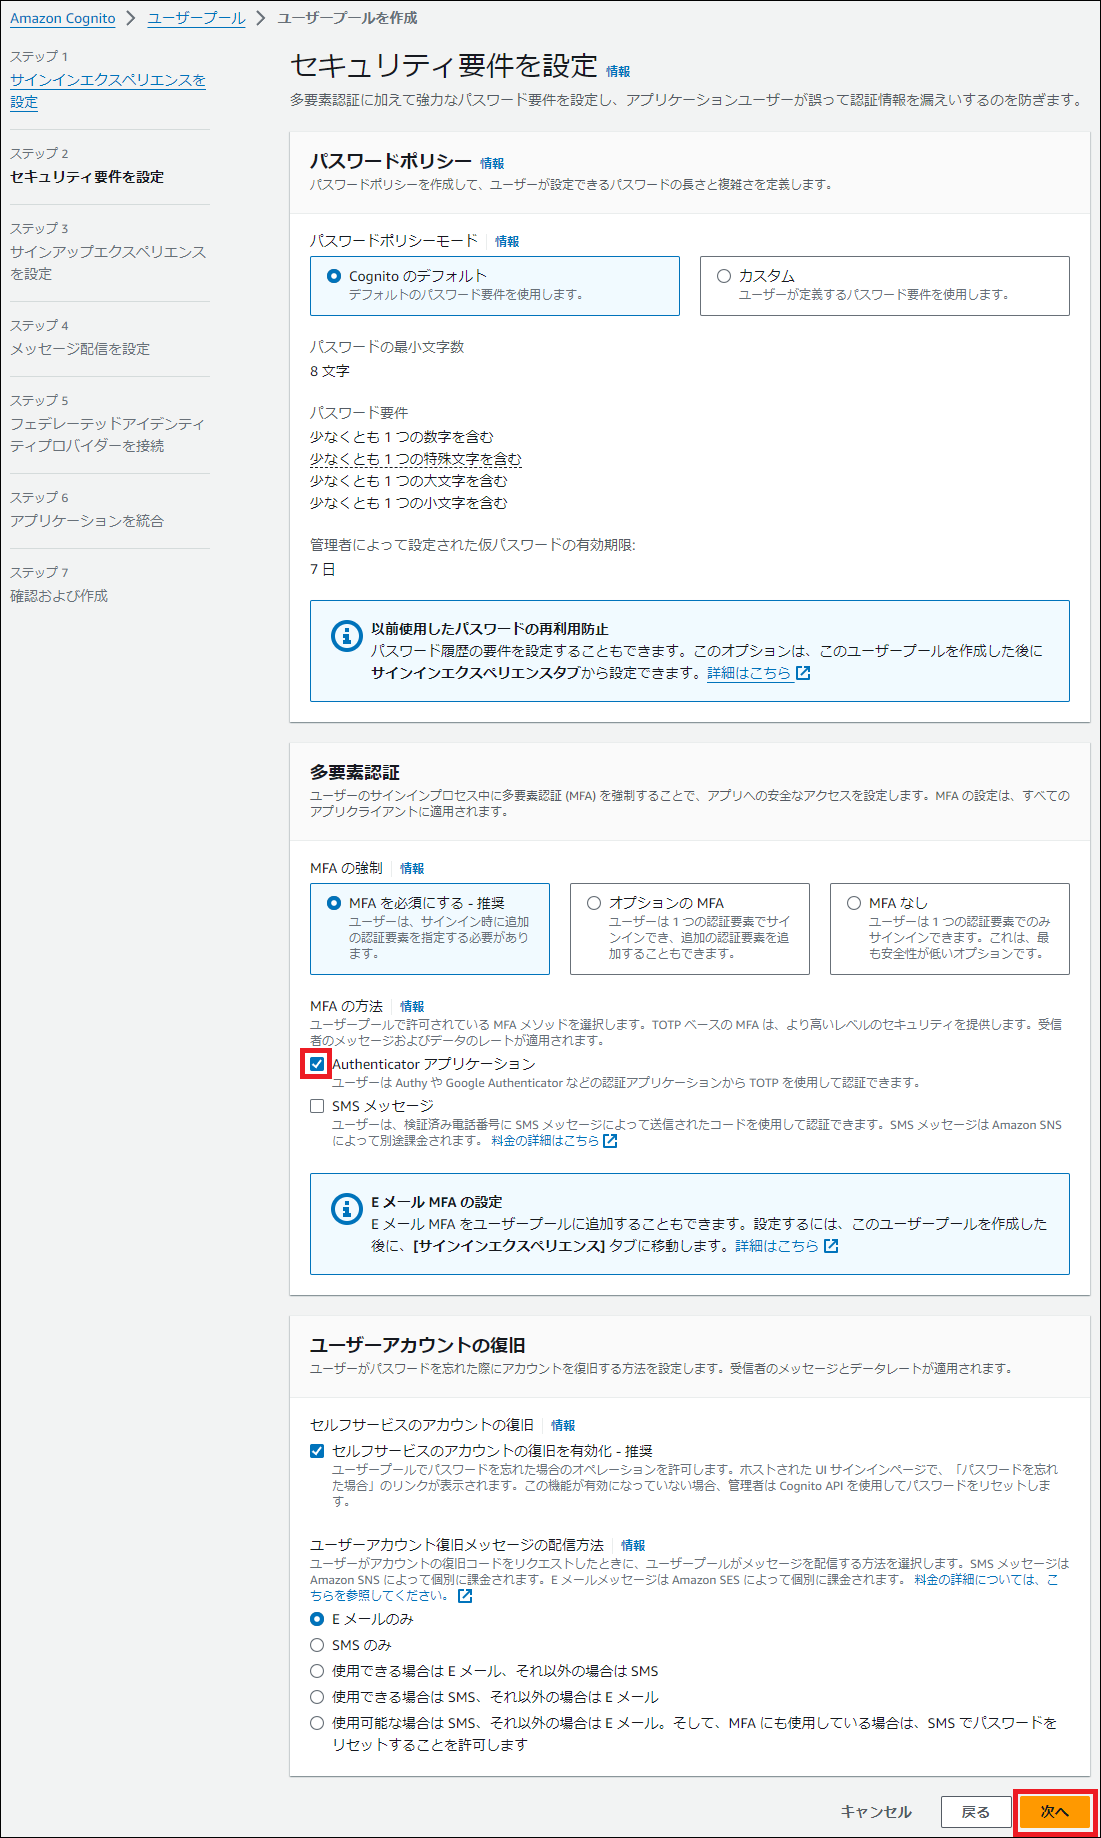 Amazon Cognito > ユーザープール > ユーザープールを作成
ステップ 1
サインインエクスペリエンスを
設定
ステップ 2
セキュリティ要件を設定
ステップ 3
サインアップエクスペリエンス
を設定
ステップ 4
メッセージ配信を設定
ステップ 5
フェデレーテッドアイデンティ
ティプロバイダーを接続
ステップ 6
アプリケーションを統合
ステップ 7
確認および作成
セキュリティ要件を設定 情報
多要素認証に加えて強力なパスワード要件を設定し、アプリケーションユーザーが誤って認証情報を漏えいするのを防ぎます。
パスワードポリシー 情報
パスワードポリシーを作成して、ユーザーが設定できるパスワードの長さと複雑さを定義します。
パスワードポリシーモード 情報
Cognito のデフォルト
デフォルトのパスワード要件を使用します。
カスタム
ユーザーが定義するパスワード要件を使用します。
パスワードの最小文字数
8 文字
パスワード要件
少なくとも 1 つの数字を含む
少なくとも 1 つの特殊文字を含む
少なくとも 1 つの大文字を含む
少なくとも 1 つの小文字を含む
管理者によって設定された仮パスワードの有効期限:
7 日
以前使用したパスワードの再利用防止
パスワード履歴の要件を設定することもできます。このオプションは、このユーザープールを作成した後に
サインインエクスペリエンスタブから設定できます。詳細はこちら
多要素認証
ユーザーのサインインプロセス中に多要素認証 (MFA) を強制することで、アプリへの安全なアクセスを設定します。MFA の設定は、すべての
アプリクライアントに適用されます。
MFA の強制 情報
MFA を必須にする - 推奨
ユーザーは、サインイン時に追加
の認証要素を指定する必要があり
ます。
オプションの MFA
ユーザーは 1 つの認証要素でサイ
ンインでき、追加の認証要素を追
加することもできます。
MFA なし
ユーザーは 1 つの認証要素でのみ
サインインできます。これは、最
も安全性が低いオプションです。
MFA の方法 情報
ユーザープールで許可されている MFA メソッドを選択します。TOTP ベースの MFA は、より高いレベルのセキュリティを提供します。受信
者のメッセージおよびデータのレートが適用されます。
Authenticator アプリケーション
ユーザーは Authy や Google Authenticator などの認証アプリケーションから TOTP を使用して認証できます。
SMS メッセージ
ユーザーは、検証済み電話番号に SMS メッセージによって送信されたコードを使用して認証できます。SMS メッセージは Amazon SNS
によって別途課金されます。 料金の詳細はこちら
E メール MFA の設定
E メール MFA をユーザープールに追加することもできます。設定するには、このユーザープールを作成した
後に、[サインインエクスペリエンス] タブに移動します。詳細はこちら
ユーザーアカウントの復旧
ユーザーがパスワードを忘れた際にアカウントを復旧する方法を設定します。受信者のメッセージとデータレートが適用されます。
セルフサービスのアカウントの復旧 情報
セルフサービスのアカウントの復旧を有効化 - 推奨
ユーザープールでパスワードを忘れた場合のオペレーションを許可します。ホストされた UI サインインページで、「パスワードを忘れ
た場合」のリンクが表示されます。この機能が有効になっていない場合、管理者は Cognito API を使用してパスワードをリセットしま
す。
ユーザーアカウント復旧メッセージの配信方法 情報
ユーザーがアカウントの復旧コードをリクエストしたときに、ユーザープールがメッセージを配信する方法を選択します。SMS メッセージは
Amazon SNS によって個別に課金されます。E メールメッセージは Amazon SES によって個別に課金されます。 料金の詳細については、こ
ちらを参照してください。
E メールのみ
SMS のみ
使用できる場合は E メール、それ以外の場合は SMS
使用できる場合は SMS、それ以外の場合は E メール
使用可能な場合は SMS、それ以外の場合は E メール。そして、MFA にも使用している場合は、SMS でパスワードを
リセットすることを許可します
キャンセル 戻る 次へ